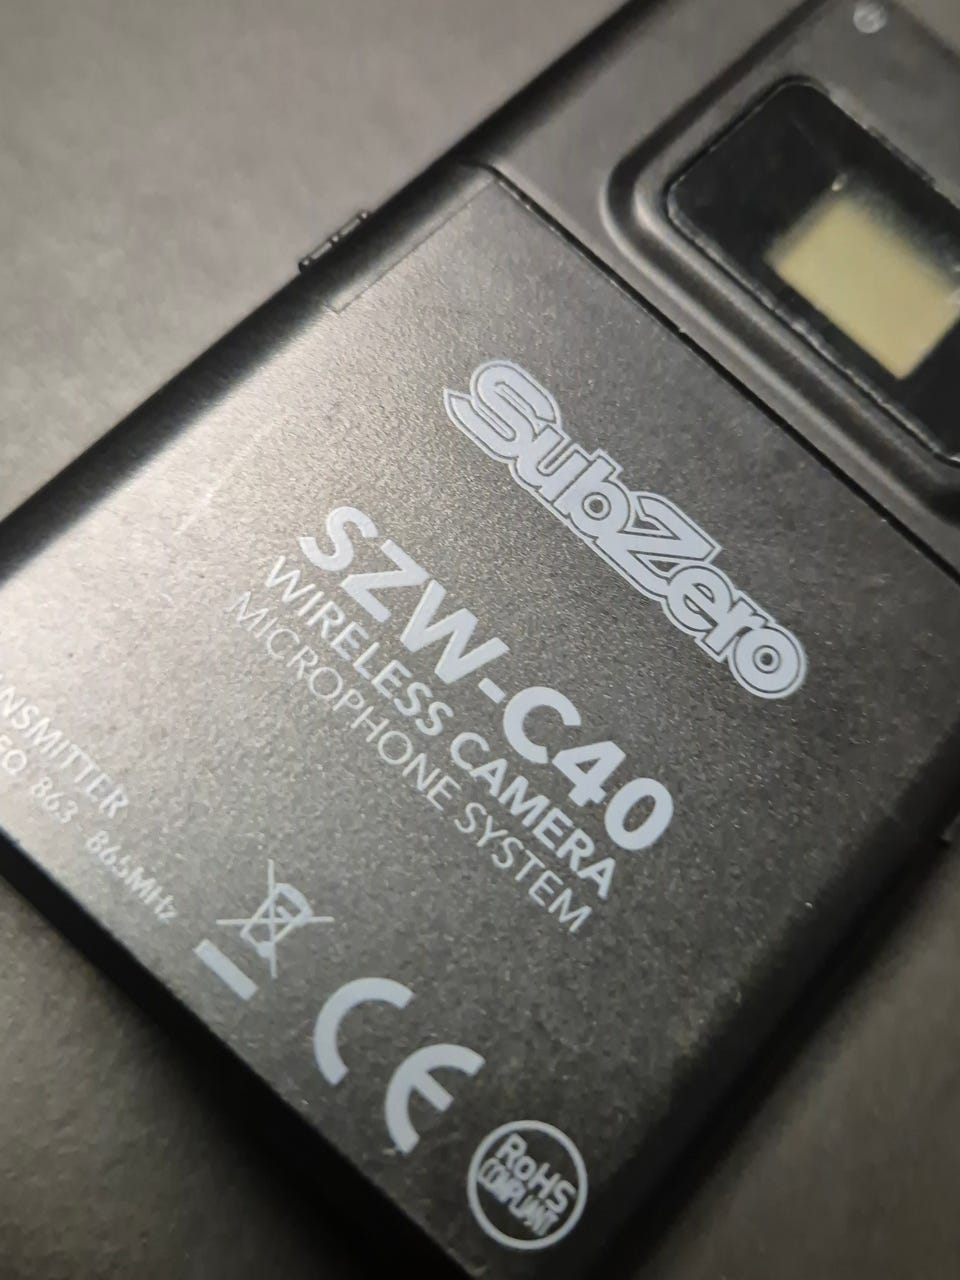 SubZero
SZW-C40
WIRELESS CAMERA
MICROPHONE SYSTEM
863 - 865MHz
CE
RoHS
COMPLIANT